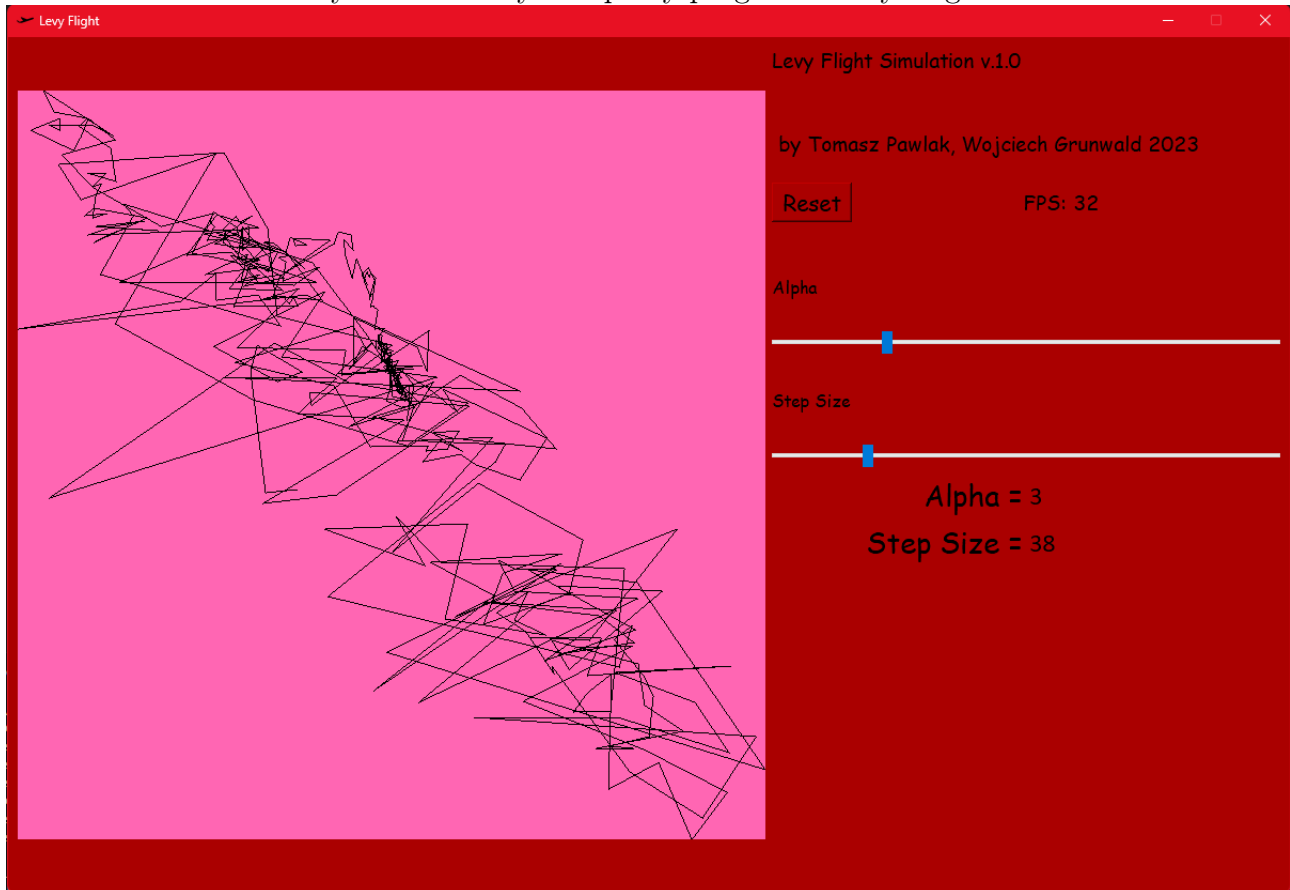 Levy Flight
Levy Flight Simulation v.1.0
by Tomasz Pawlak, Wojciech Grunwald 2023
Reset
FPS: 32
Alpha
Step Size
Alpha = 3
Step Size = 38